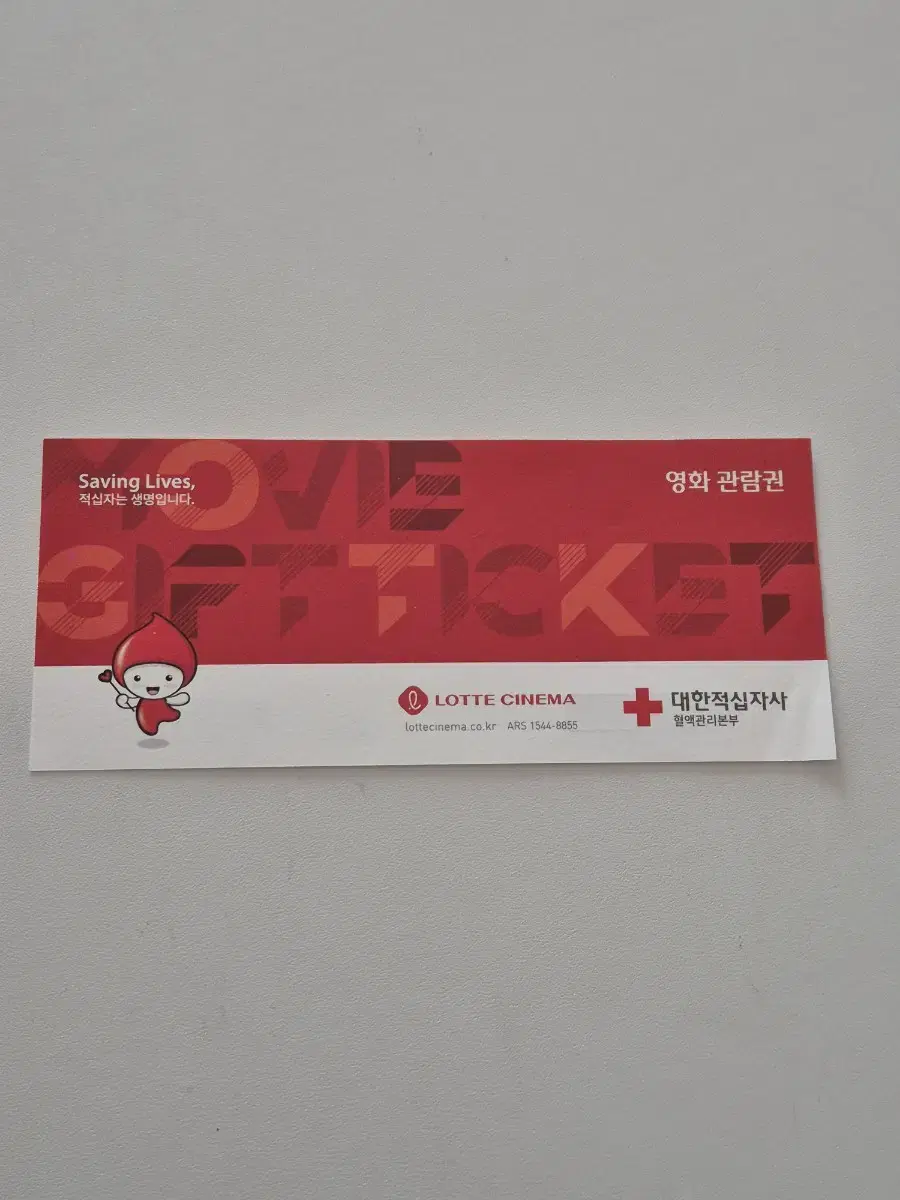 Saving Lives,
적십자는 생명입니다.
영화 관람권
MOVIE
GIFT TICKET
LOTTE CINEMA
lottecinema.co.kr ARS 1544-8855
대한적십자사
혈액관리본부